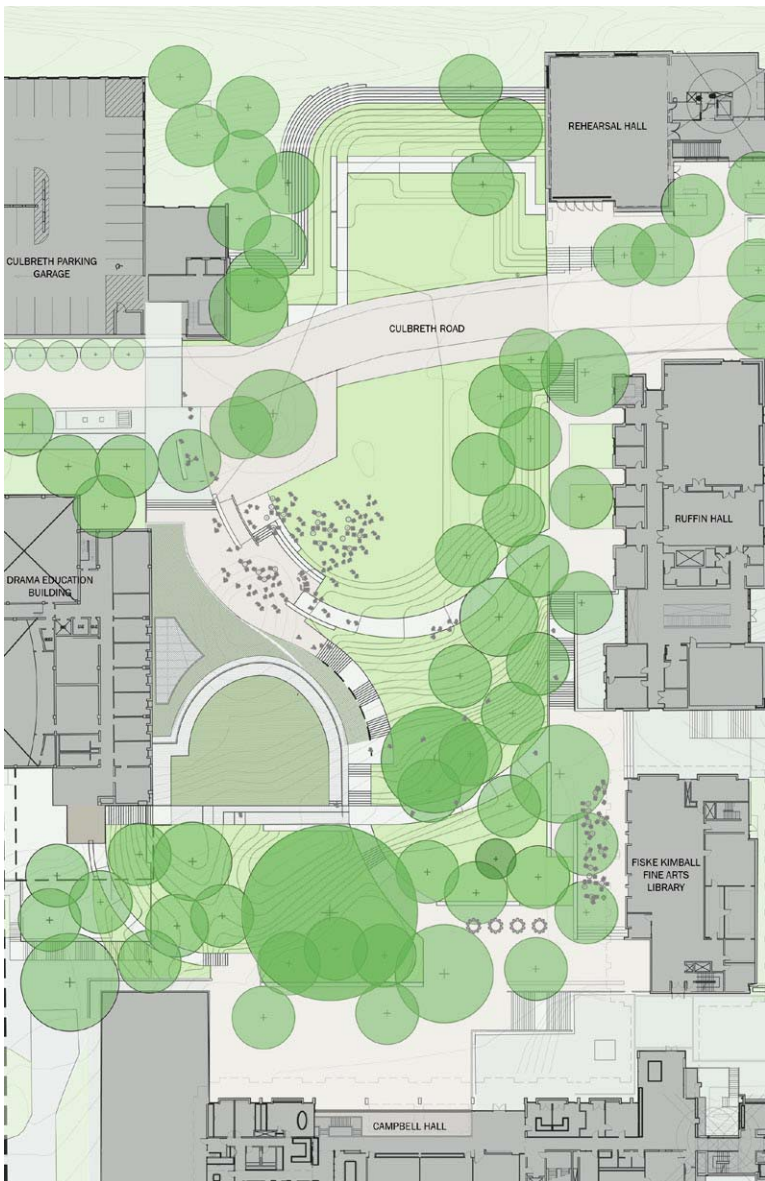 REHEARSAL HALL
CULBRETH PARKING
GARAGE
CULBRETH ROAD
RUFFIN HALL
DRAMA EDUCATION
BUILDING
FISKE KIMBALL
FINE ARTS
LIBRARY
CAMPBELL HALL